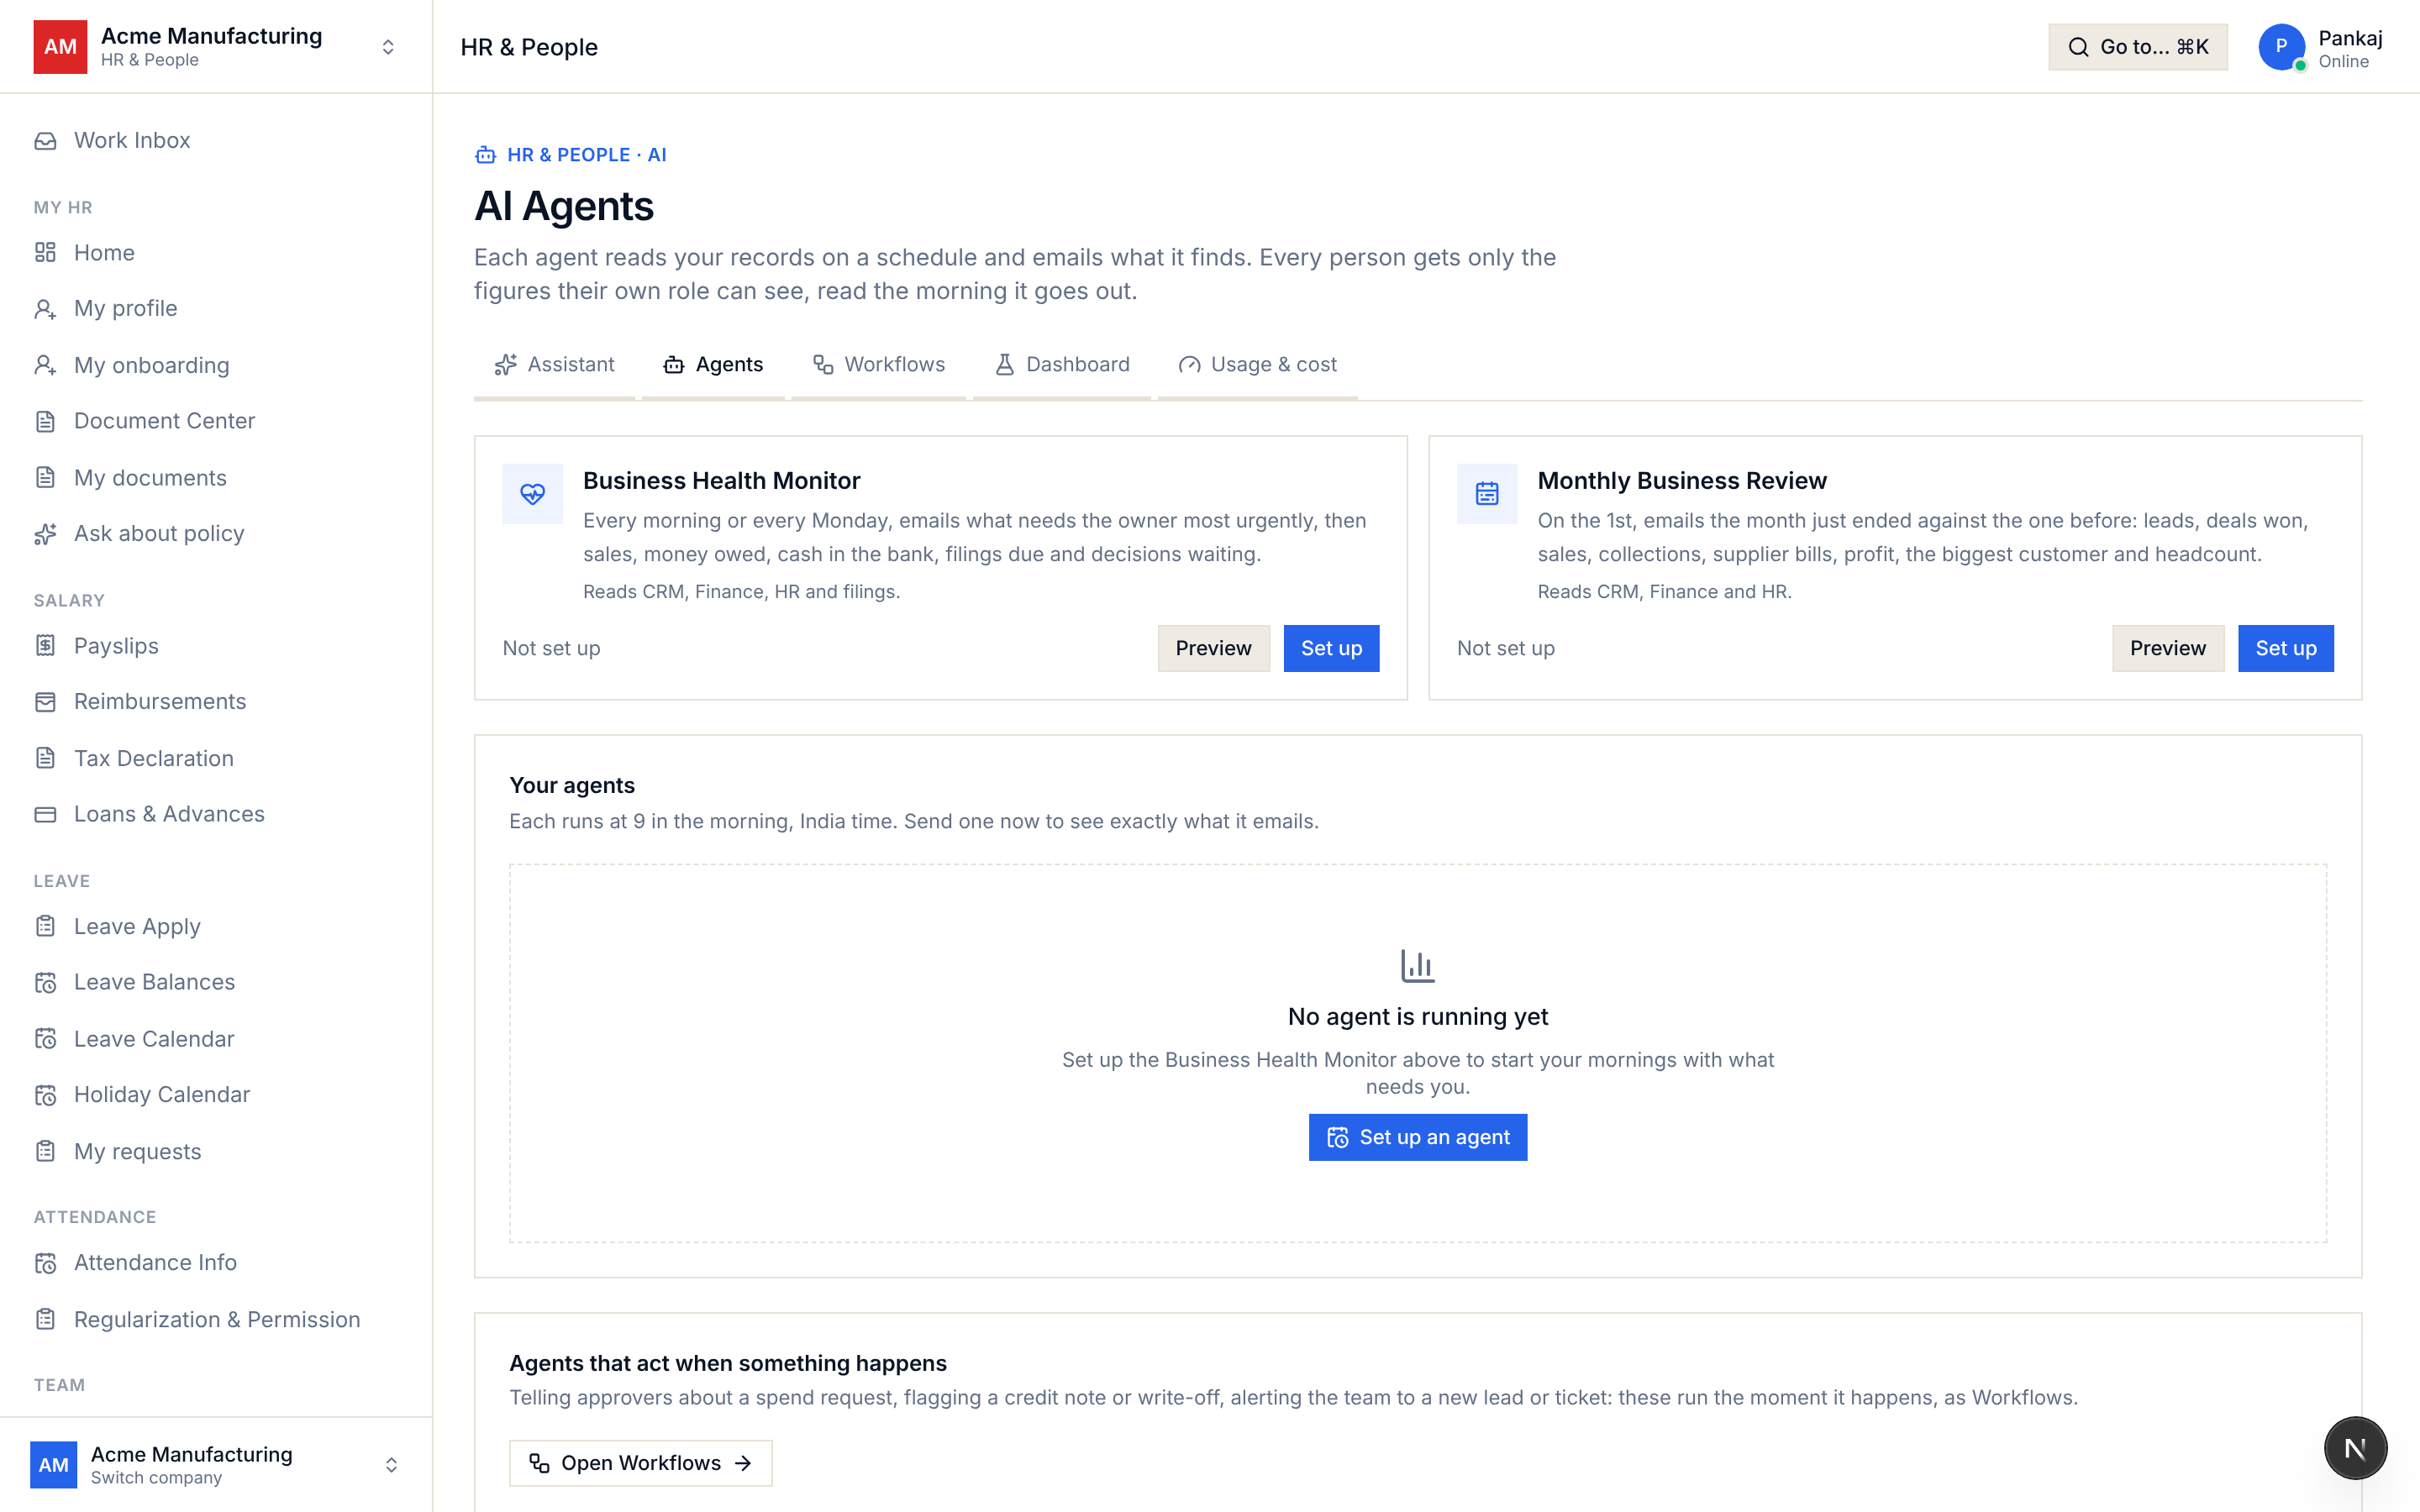 AM
Acme Manufacturing
HR & People
HR & People
Go to... ⌘K
P
Pankaj
Online
Work Inbox
MY HR
Home
My profile
My onboarding
Document Center
My documents
Ask about policy
SALARY
Payslips
Reimbursements
Tax Declaration
Loans & Advances
LEAVE
Leave Apply
Leave Balances
Leave Calendar
Holiday Calendar
My requests
ATTENDANCE
Attendance Info
Regularization & Permission
TEAM
AM
Acme Manufacturing
Switch company
HR & PEOPLE · AI
AI Agents
Each agent reads your records on a schedule and emails what it finds. Every person gets only the
figures their own role can see, read the morning it goes out.
Assistant
Agents
Workflows
Dashboard
Usage & cost
Business Health Monitor
Every morning or every Monday, emails what needs the owner most urgently, then
sales, money owed, cash in the bank, filings due and decisions waiting.
Reads CRM, Finance, HR and filings.
Not set up
Preview
Set up
Monthly Business Review
On the 1st, emails the month just ended against the one before: leads, deals won,
sales, collections, supplier bills, profit, the biggest customer and headcount.
Reads CRM, Finance and HR.
Not set up
Preview
Set up
Your agents
Each runs at 9 in the morning, India time. Send one now to see exactly what it emails.
No agent is running yet
Set up the Business Health Monitor above to start your mornings with what
needs you.
Set up an agent
Agents that act when something happens
Telling approvers about a spend request, flagging a credit note or write-off, alerting the team to a new lead or ticket: these run the moment it happens, as Workflows.
Open Workflows
N